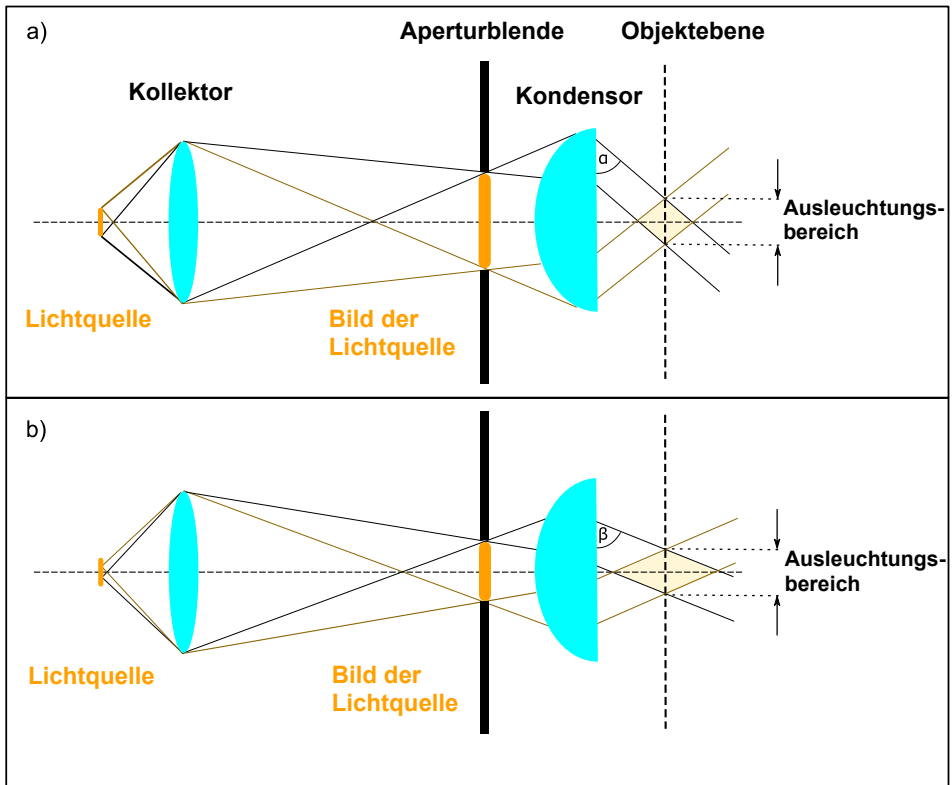 a)
Aperturblende
Objektebene
Kollektor
Kondensor
α
Ausleuchtungs-
bereich
Lichtquelle
Bild der
Lichtquelle
b)
β
Ausleuchtungs-
bereich
Lichtquelle
Bild der
Lichtquelle